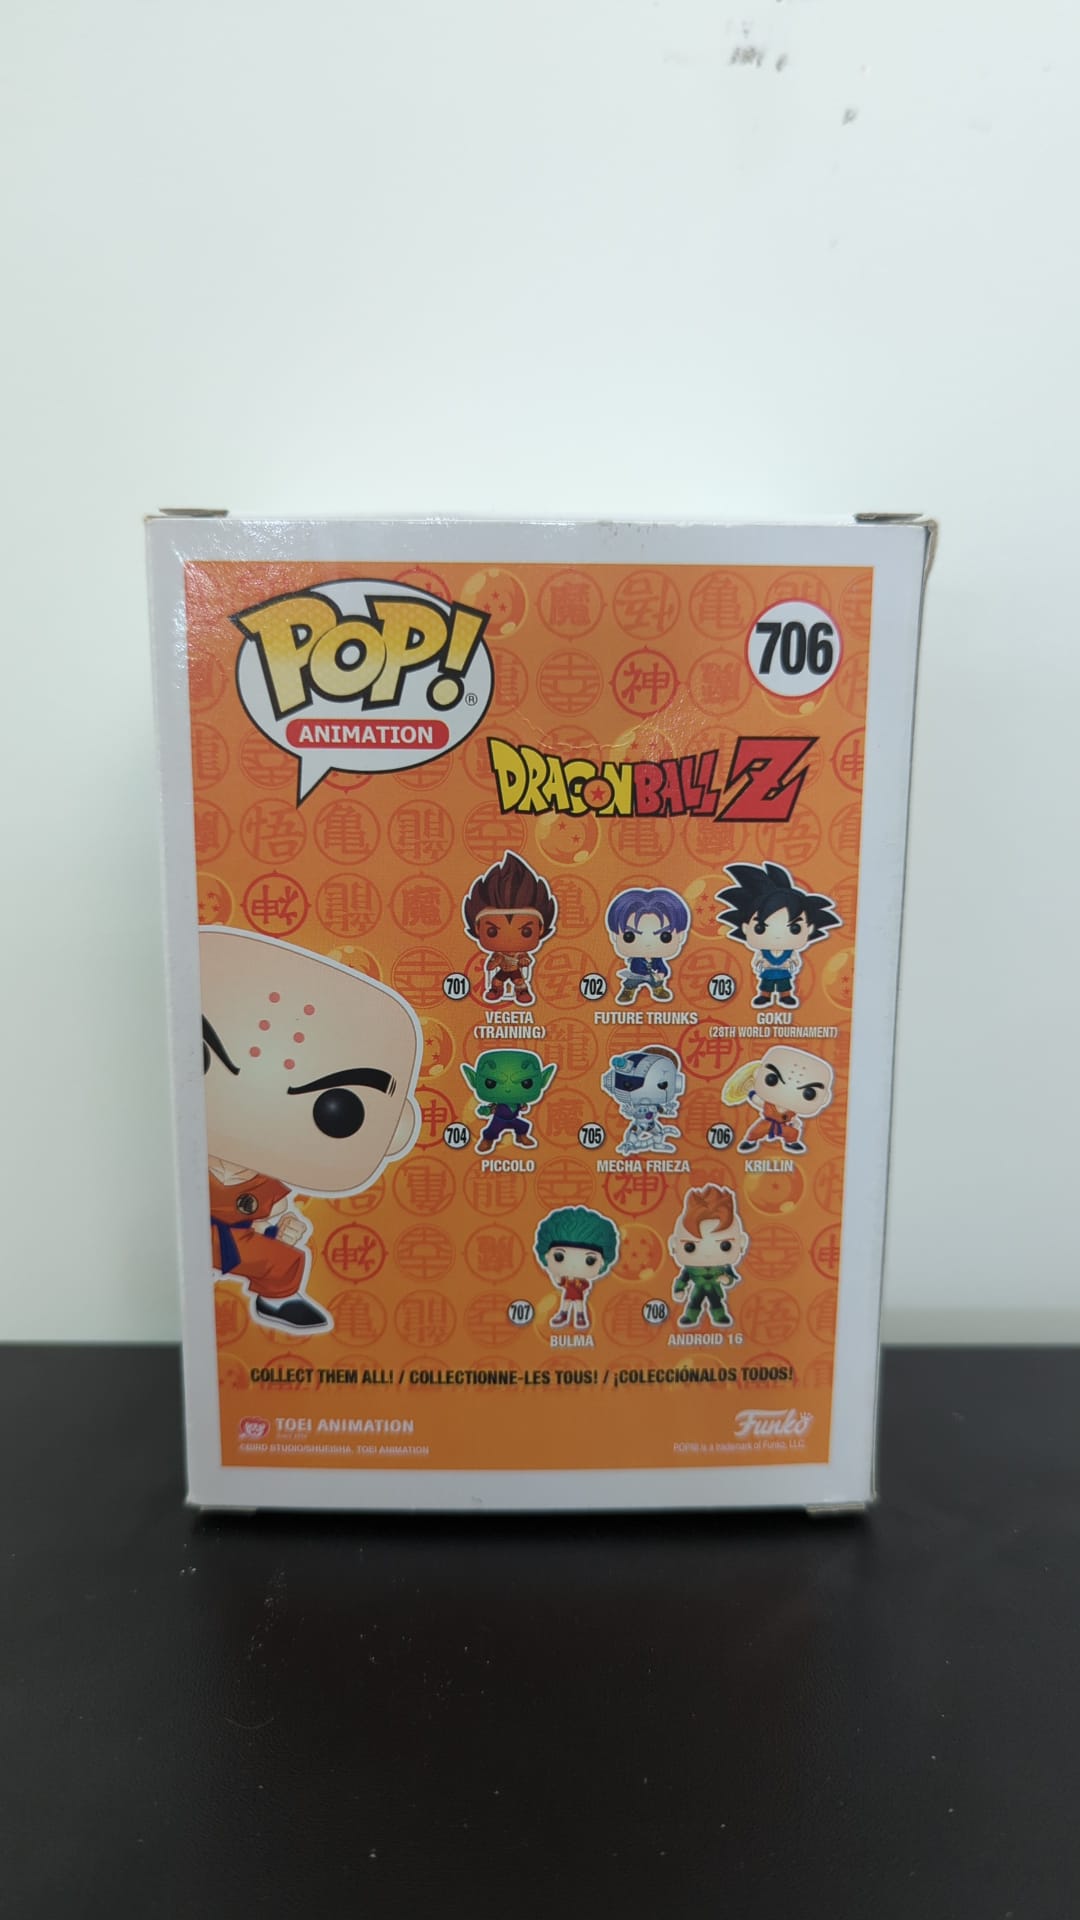 POP!®
ANIMATION
706
DRAGONBALL Z
701
VEGETA
(TRAINING)
702
FUTURE TRUNKS
703
GOKU
(28TH WORLD TOURNAMENT)
704
PICCOLO
705
MECHA FRIEZA
706
KRILLIN
707
BULMA
708
ANDROID 16
COLLECT THEM ALL! / COLLECTIONNE-LES TOUS! / ¡COLECCIÓNALOS TODOS!
TOEI ANIMATION
©BIRD STUDIO/SHUEISHA, TOEI ANIMATION
Funko
POP!® is a trademark of Funko, LLC